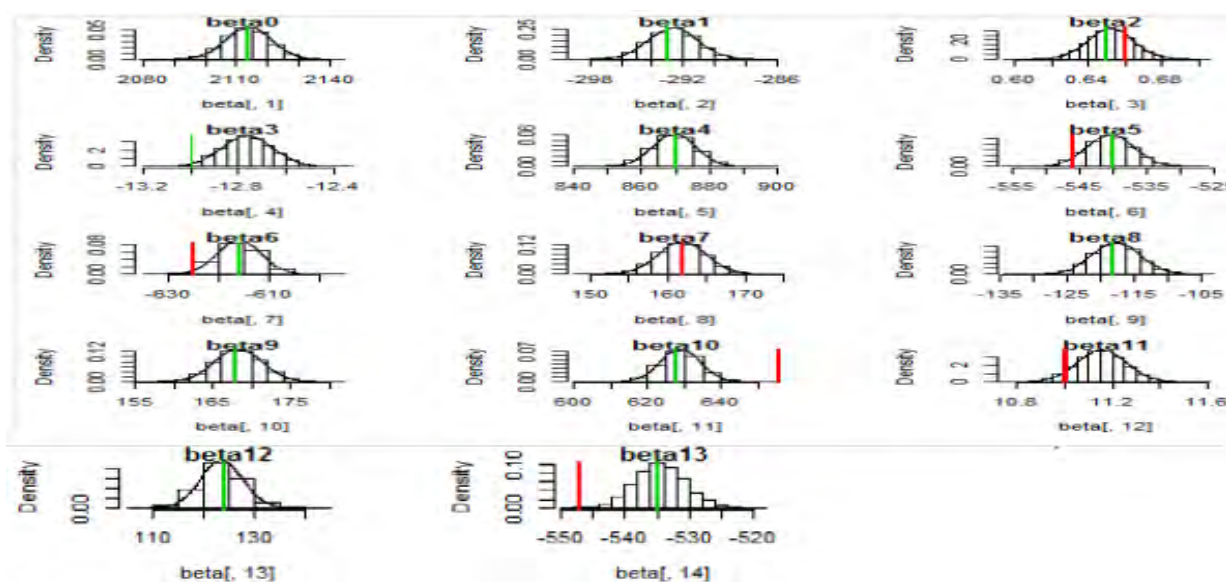 beta0
Density
0.00 0.05
2080 2110 2140
beta[, 1]
beta1
Density
0.00 0.25
-298 -292 -286
beta[, 2]
beta2
Density
0 20
0.60 0.64 0.68
beta[, 3]
beta3
Density
0.2
-13.2 -12.8 -12.4
beta[, 4]
beta4
Density
0.00 0.06
840 860 880 900
beta[, 5]
beta5
Density
0.00
-555 -545 -535 -525
beta[, 6]
beta6
Density
0.00 0.08
-630 -610
beta[, 7]
beta7
Density
0.00 0.12
150 160 170
beta[, 8]
beta8
Density
0.00
-135 -125 -115 -105
beta[, 9]
beta9
Density
0.00 0.12
155 165 175
beta[, 10]
beta10
Density
0.00 0.07
600 620 640
beta[, 11]
beta11
Density
0 2
10.8 11.2 11.6
beta[, 12]
beta12
Density
0.00
110 130
beta[, 13]
beta13
Density
0.00 0.10
-550 -540 -530 -520
beta[, 14]